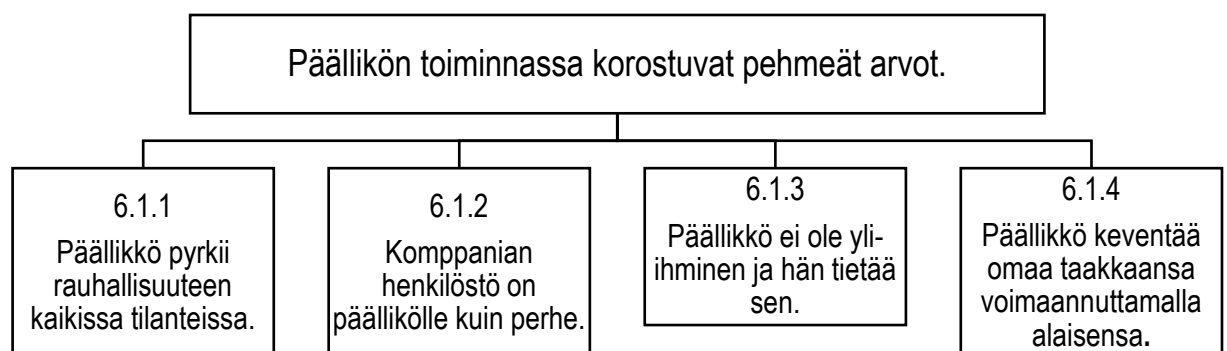 Päällikön toiminnassa korostuvat pehmeät arvot.
6.1.1
Päällikkö pyrkii
rauhallisuuteen
kaikissa tilanteissa.
6.1.2
Komppanian
henkilöstö on
päällikölle kuin perhe.
6.1.3
Päällikkö ei ole yli-
ihminen ja hän tietää
sen.
6.1.4
Päällikkö keventää
omaa taakkaansa
voimaannuttamalla
alaisensa.